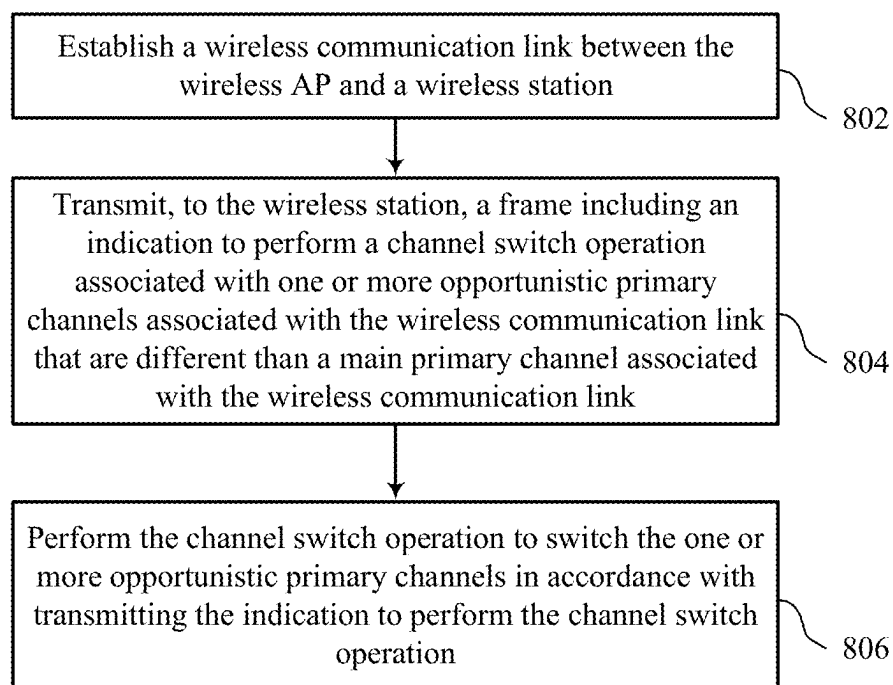 Establish a wireless communication link between the
wireless AP and a wireless station
802
Transmit, to the wireless station, a frame including an
indication to perform a channel switch operation
associated with one or more opportunistic primary
channels associated with the wireless communication link
that are different than a main primary channel associated
with the wireless communication link
804
Perform the channel switch operation to switch the one or
more opportunistic primary channels in accordance with
transmitting the indication to perform the channel switch
operation
806